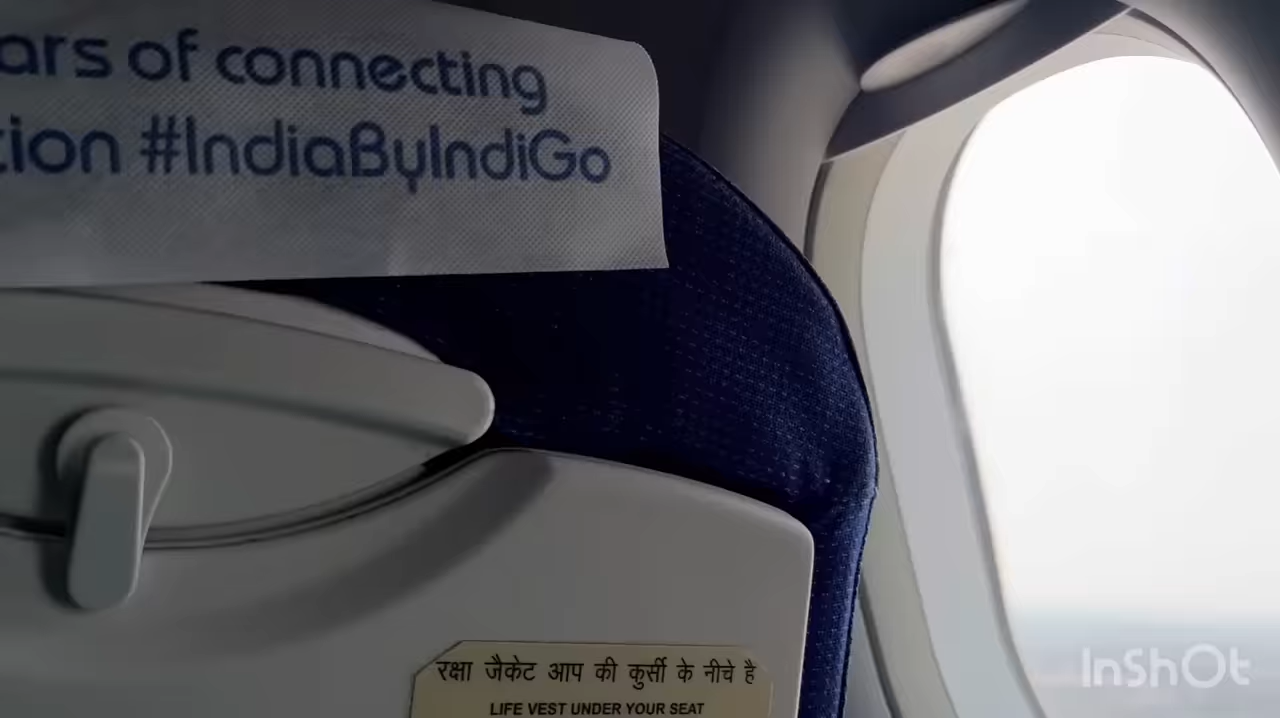 ars of connecting
tion #IndiaByIndiGo
रक्षा जैकेट आप की कुर्सी के नीचे है
LIFE VEST UNDER YOUR SEAT
InShOt